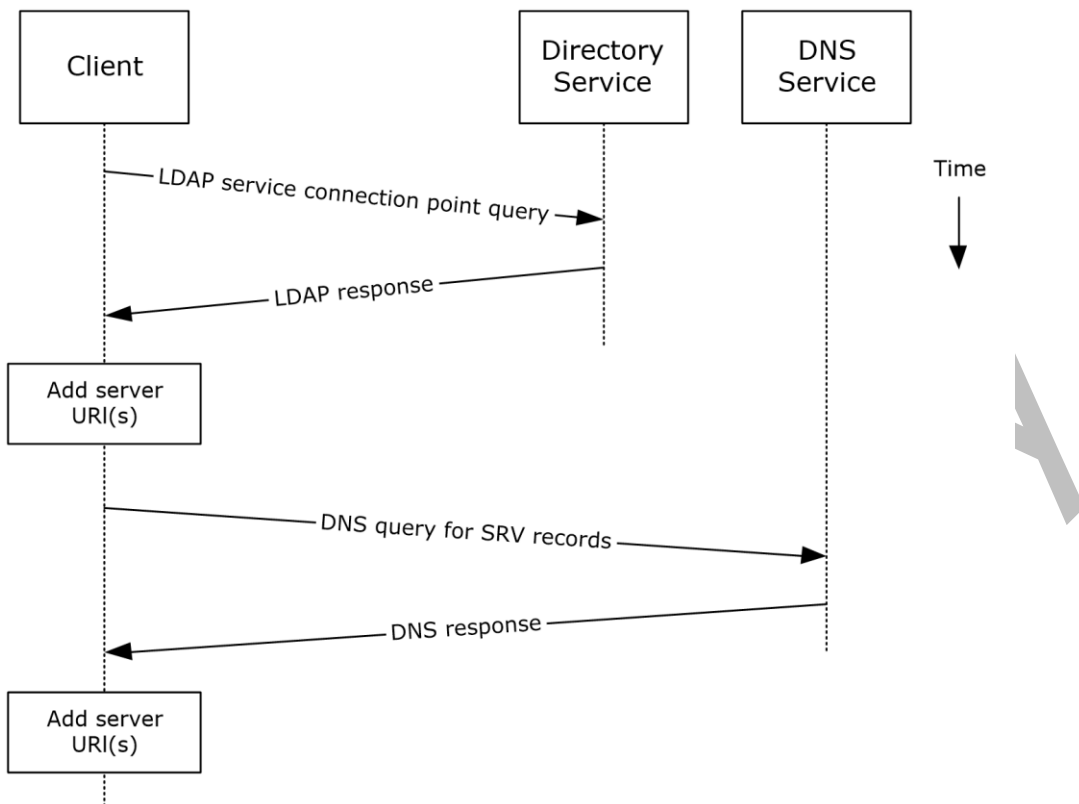 Client
Directory
Service
DNS
Service
Time
LDAP service connection point query
LDAP response
Add server
URI(s)
DNS query for SRV records
DNS response
Add server
URI(s)